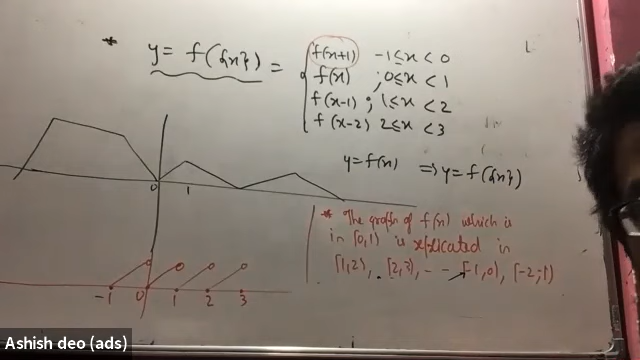 * y = f({x}) =
f(x+1) -1≤x<0
f(x) ; 0≤x<1
f(x-1) ; 1≤x<2
f(x-2) 2≤x<3
y=f(x) ⇒ y=f({x})
0 1
* The graph of f(x) which is
in [0,1) is replicated in
[1,2), [2,3), - - [-1,0), [-2,-1)
-1 0 1 2 3
Ashish deo (ads)